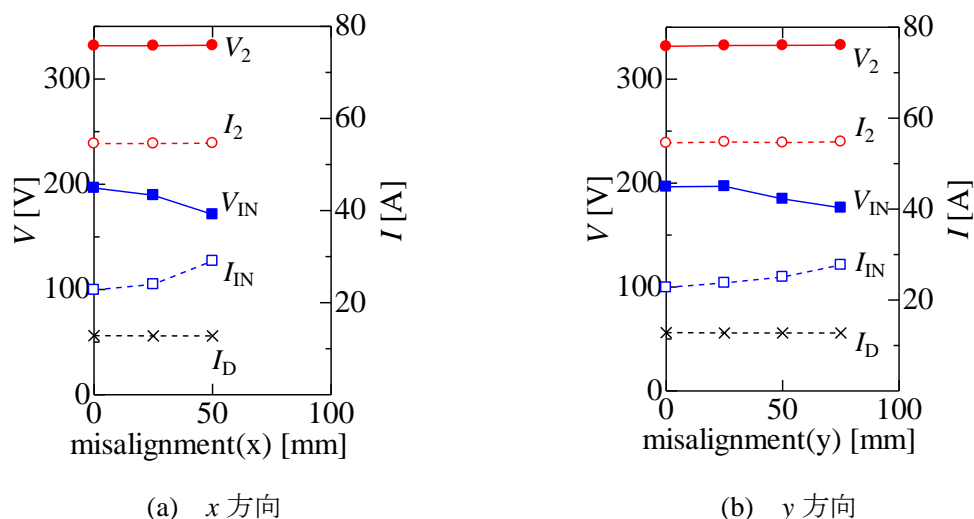 80
300
V2
60
I2
V [V]
200
VIN
40
I [A]
100
IIN
20
ID
0
0
50
100
misalignment(x) [mm]
(a) x 方向
80
300
V2
60
I2
V [V]
200
VIN
40
I [A]
100
IIN
20
ID
0
0
50
100
misalignment(y) [mm]
(b) y 方向